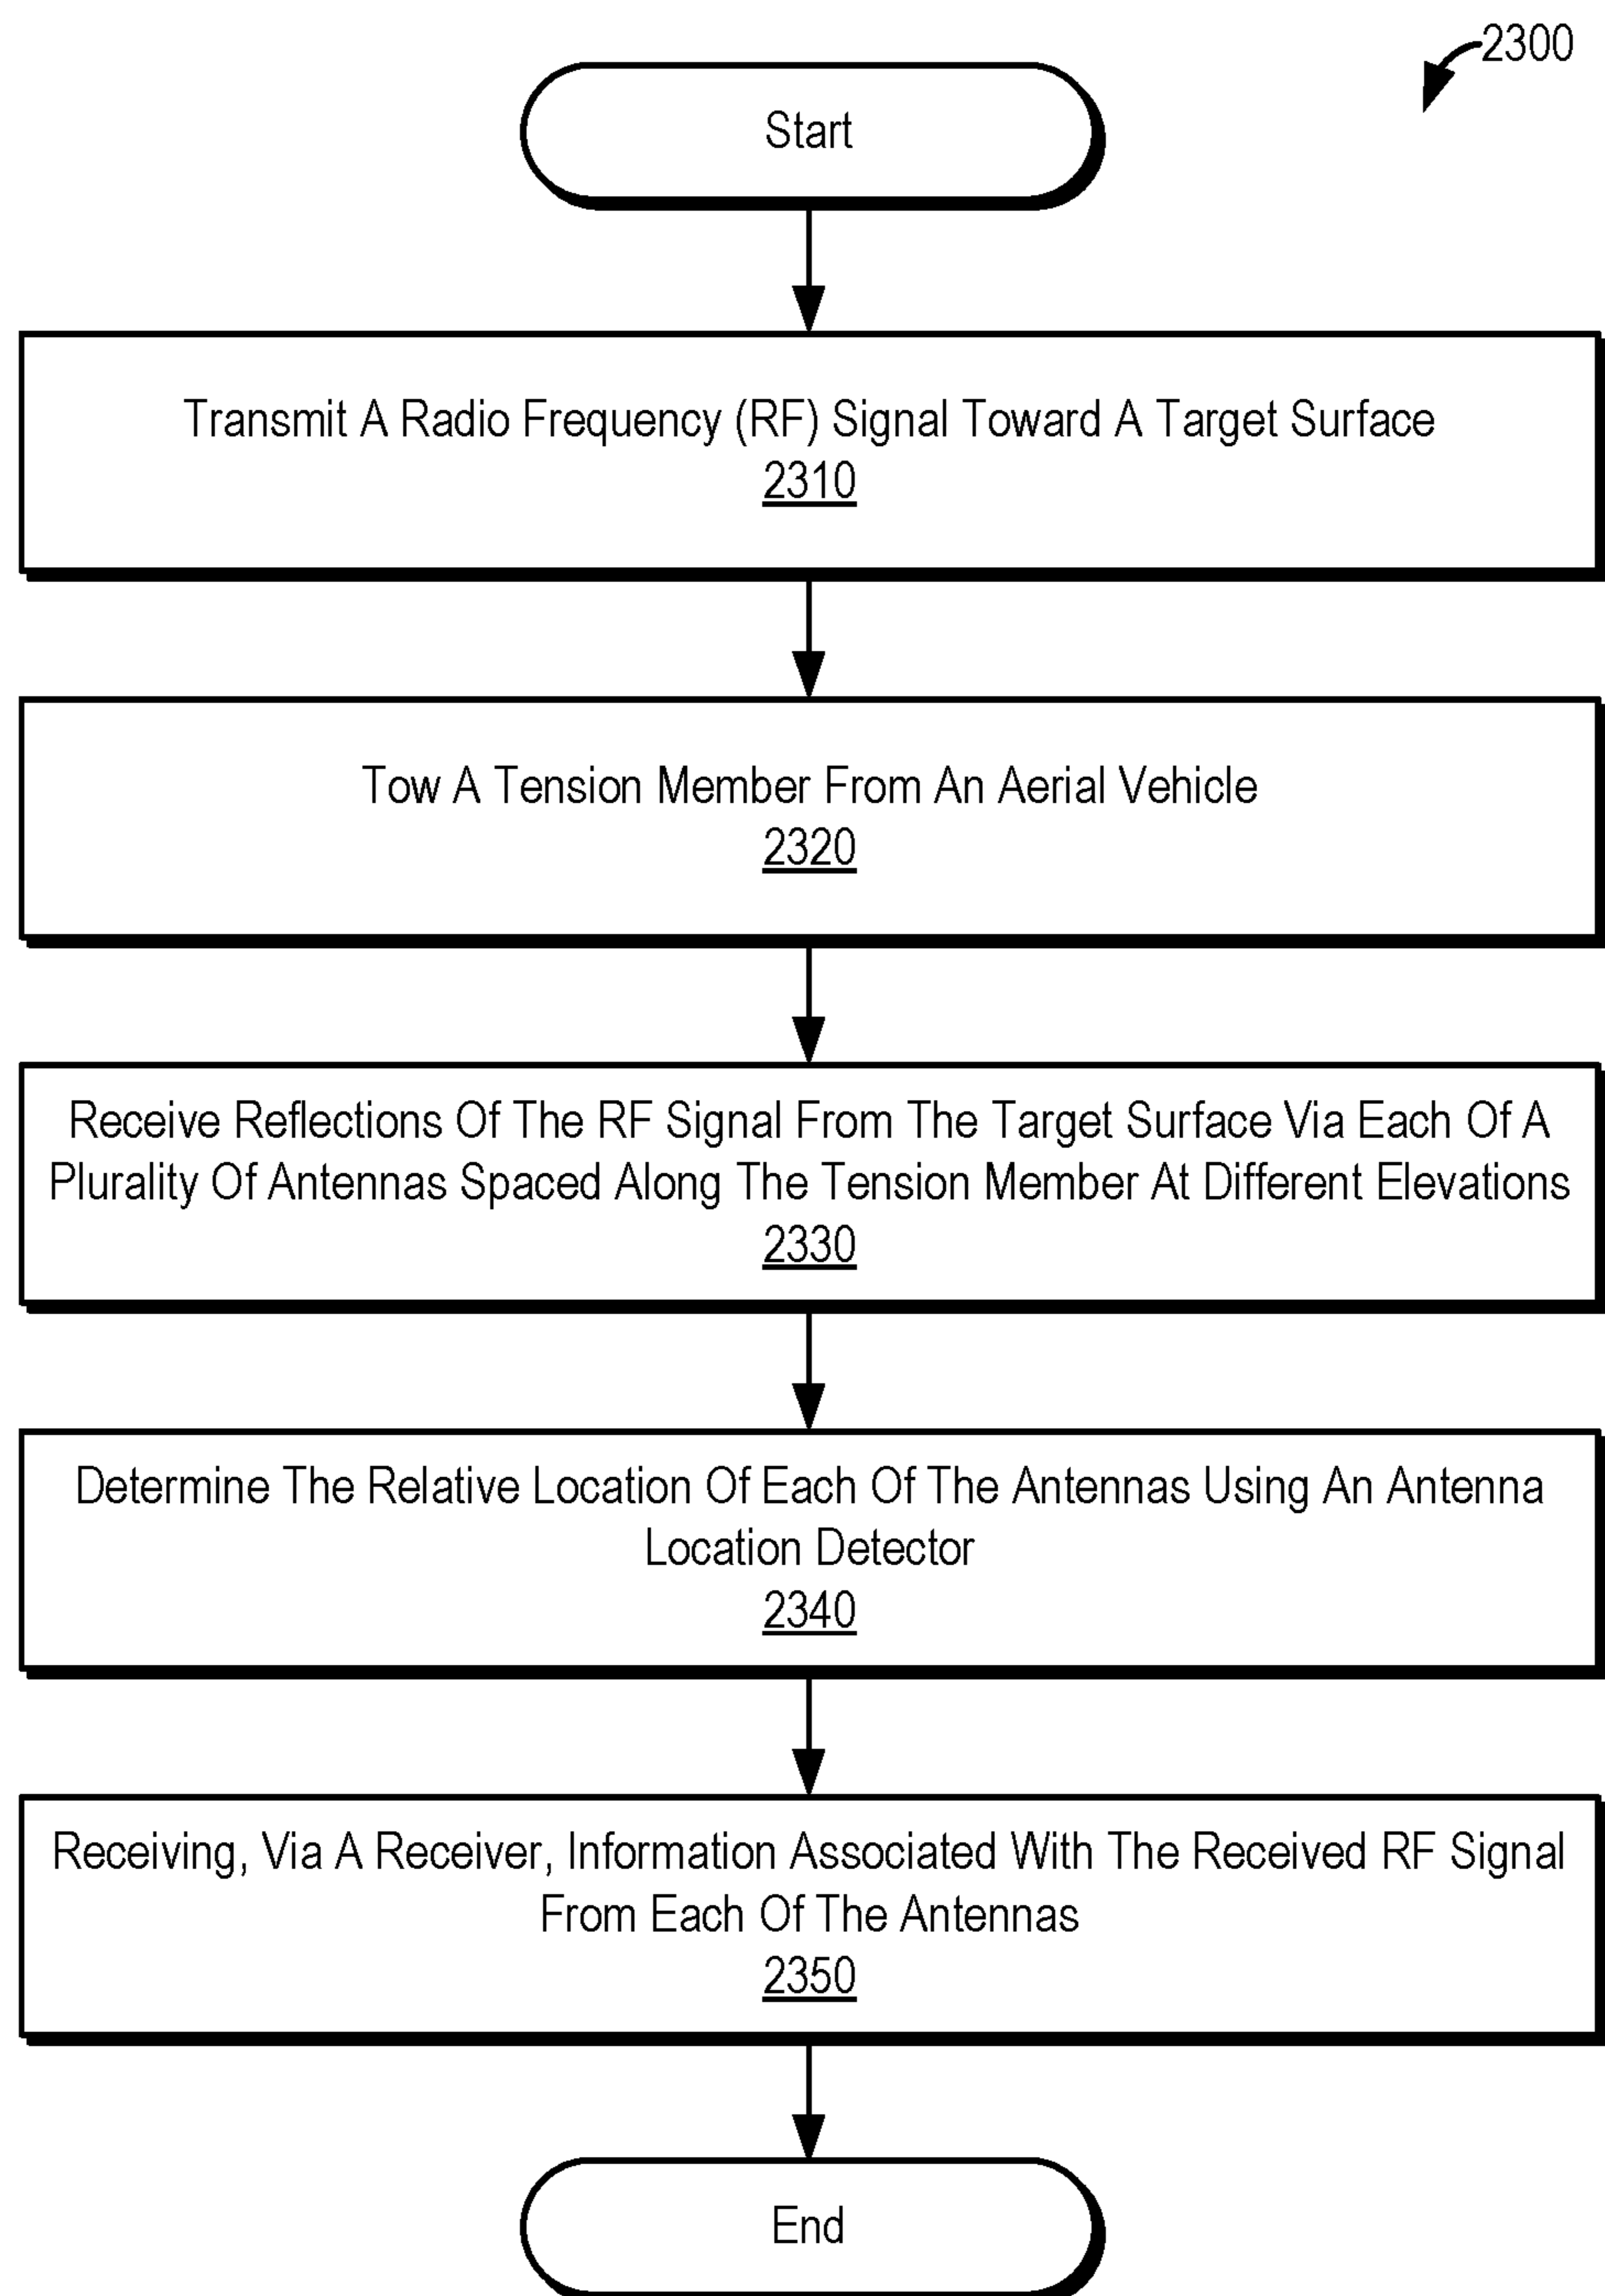 2300
Start
Transmit A Radio Frequency (RF) Signal Toward A Target Surface
2310
Tow A Tension Member From An Aerial Vehicle
2320
Receive Reflections Of The RF Signal From The Target Surface Via Each Of A
Plurality Of Antennas Spaced Along The Tension Member At Different Elevations
2330
Determine The Relative Location Of Each Of The Antennas Using An Antenna
Location Detector
2340
Receiving, Via A Receiver, Information Associated With The Received RF Signal
From Each Of The Antennas
2350
End